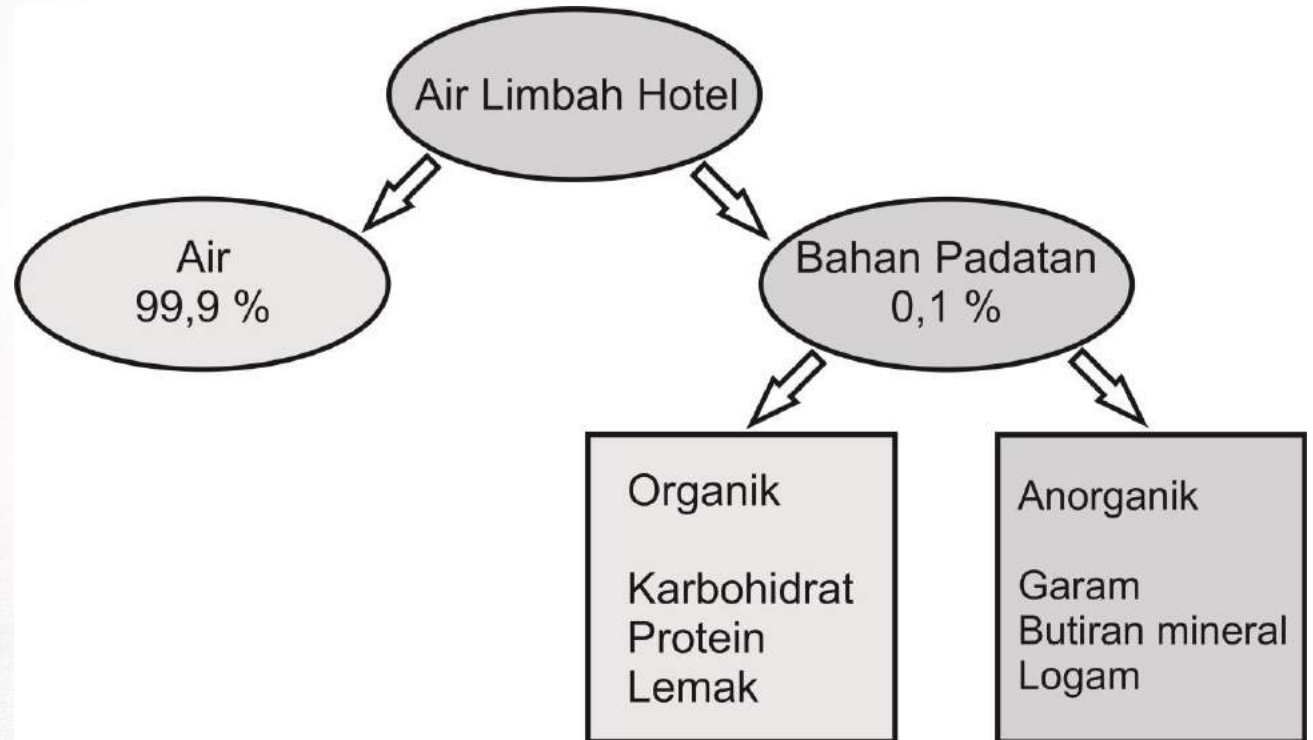 Air Limbah Hotel
Air
99,9 %
Bahan Padatan
0,1 %
Organik
Karbohidrat
Protein
Lemak
Anorganik
Garam
Butiran mineral
Logam